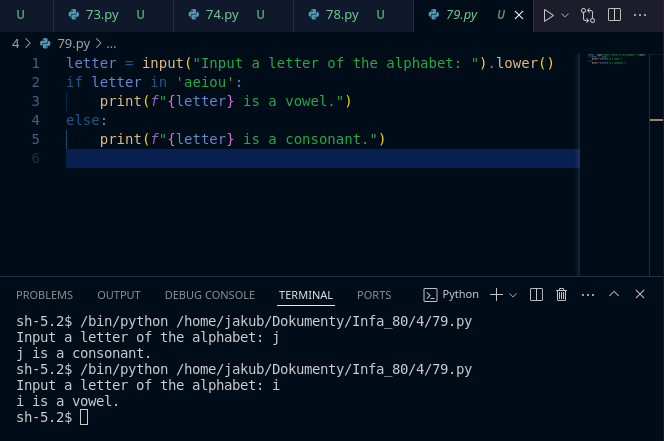 U 73.py U 74.py U 78.py U 79.py U
4 > 79.py > ...
1 letter = input("Input a letter of the alphabet: ").lower()
2 if letter in 'aeiou':
3 print(f"{letter} is a vowel.")
4 else:
5 print(f"{letter} is a consonant.")
6
PROBLEMS OUTPUT DEBUG CONSOLE TERMINAL PORTS Python
sh-5.2$ /bin/python /home/jakub/Dokumenty/Infa_80/4/79.py
Input a letter of the alphabet: j
j is a consonant.
sh-5.2$ /bin/python /home/jakub/Dokumenty/Infa_80/4/79.py
Input a letter of the alphabet: i
i is a vowel.
sh-5.2$